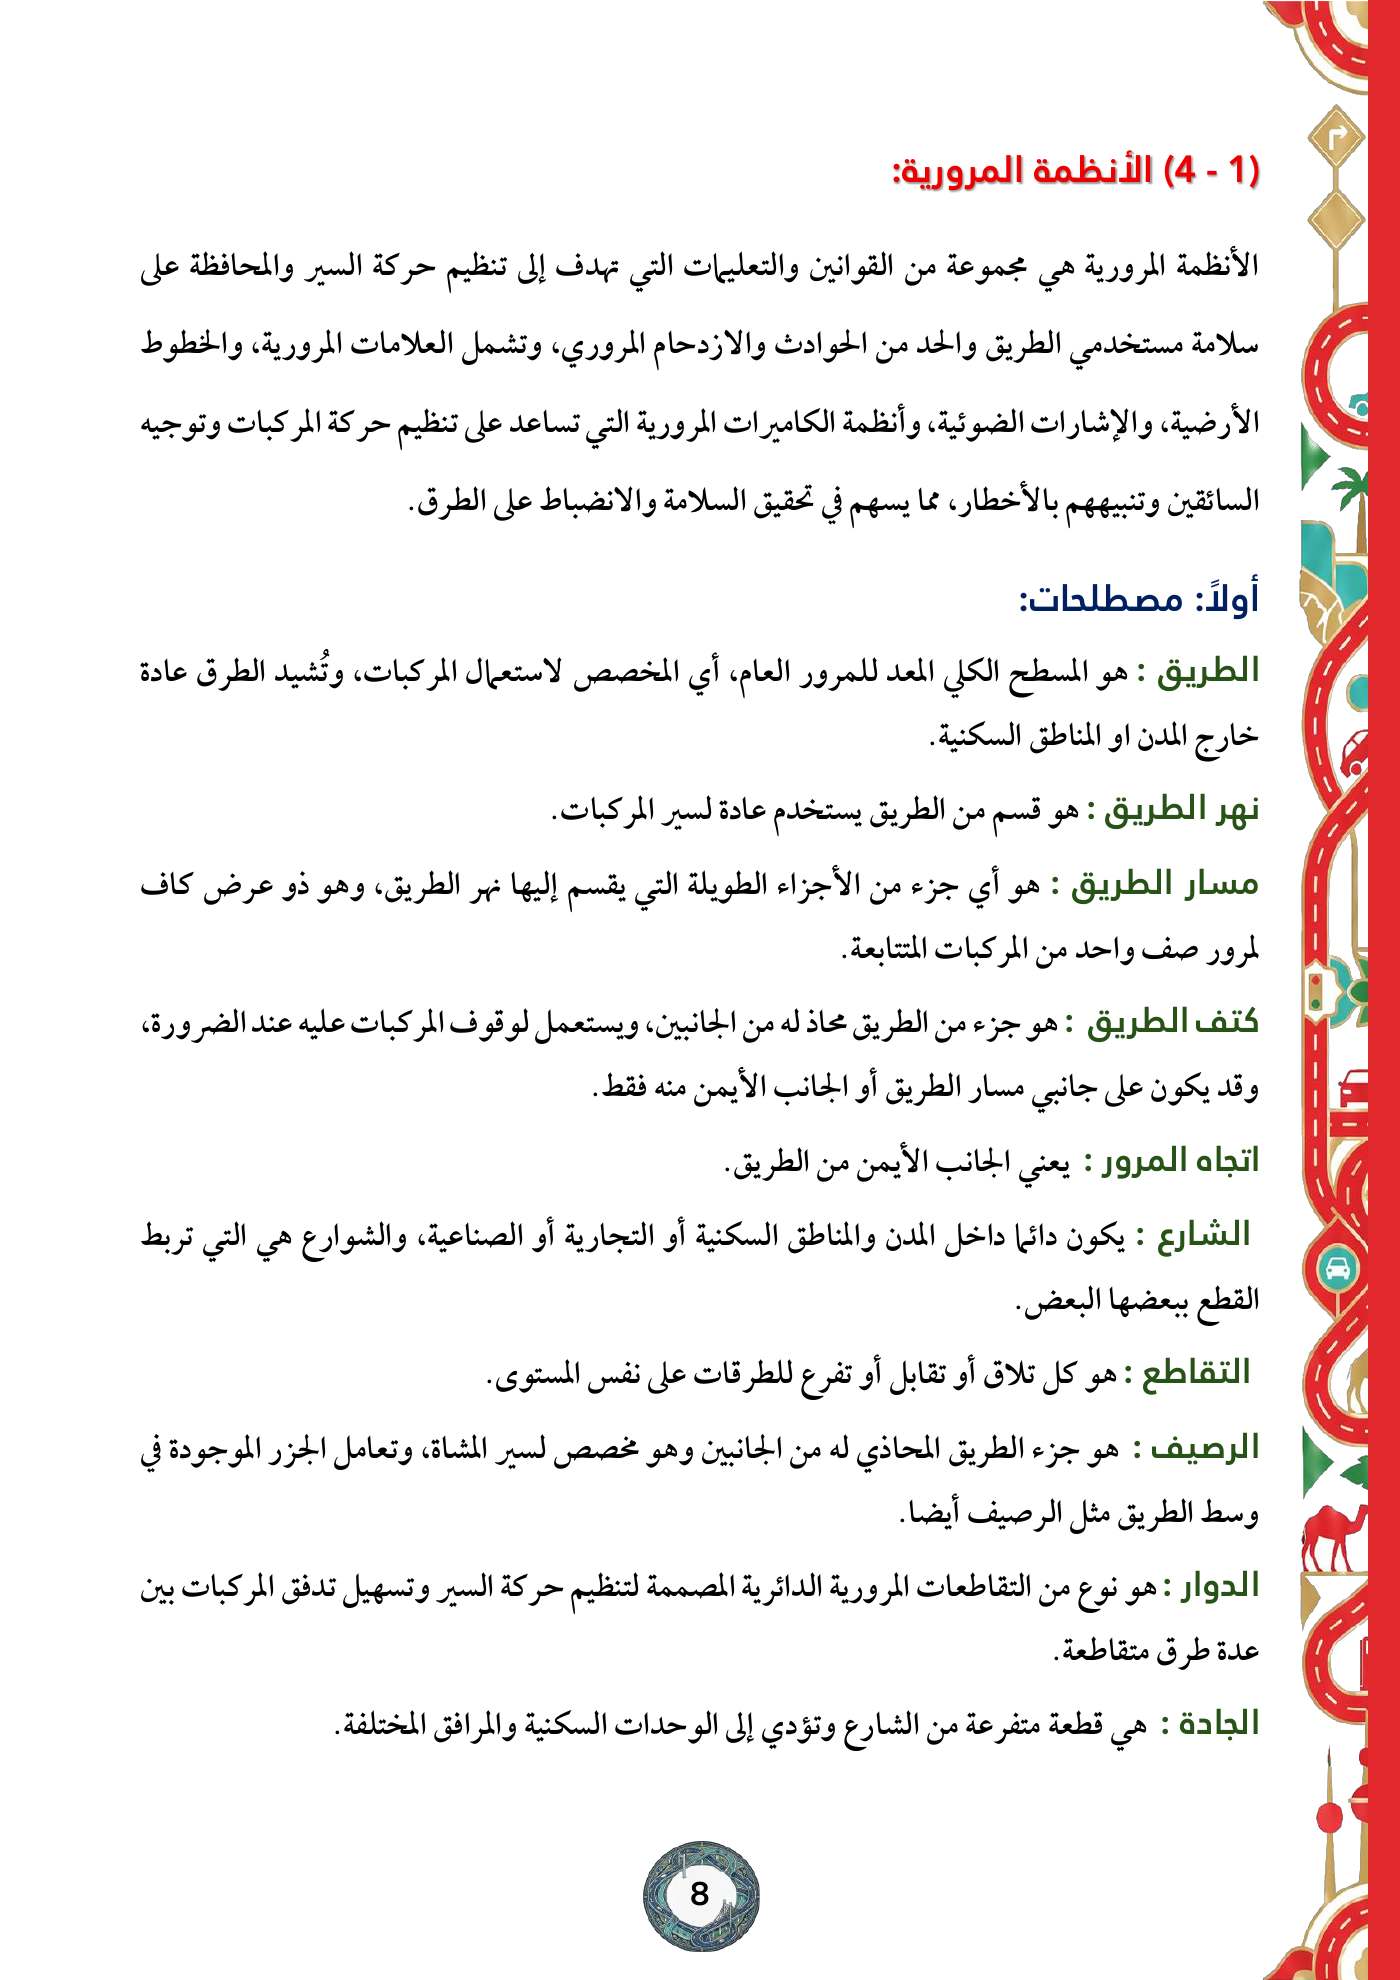 (1 - 4) الأنظمة المرورية:
الأنظمة المرورية هي مجموعة من القوانين والتعليمات التي تهدف إلى تنظيم حركة السير والمحافظة على
سلامة مستخدمي الطريق والحد من الحوادث والازدحام المروري، وتشمل العلامات المرورية، والخطوط
الأرضية، والإشارات الضوئية، وأنظمة الكاميرات المرورية التي تساعد على تنظيم حركة المركبات وتوجيه
السائقين وتنبيههم بالأخطار، مما يسهم في تحقيق السلامة والانضباط على الطرق.
أولاً: مصطلحات:
الطريق : هو المسطح الكلي المعد للمرور العام، أي المخصص لاستعمال المركبات، وتُشيد الطرق عادة
خارج المدن او المناطق السكنية.
نهر الطريق : هو قسم من الطريق يستخدم عادة لسير المركبات.
مسار الطريق : هو أي جزء من الأجزاء الطويلة التي يقسم إليها نهر الطريق، وهو ذو عرض كاف
لمرور صف واحد من المركبات المتتابعة.
كتف الطريق : هو جزء من الطريق محاذ له من الجانبين، ويستعمل لوقوف المركبات عليه عند الضرورة،
وقد يكون على جانبي مسار الطريق أو الجانب الأيمن منه فقط.
اتجاه المرور : يعني الجانب الأيمن من الطريق.
الشارع : يكون دائما داخل المدن والمناطق السكنية أو التجارية أو الصناعية، والشوارع هي التي تربط
القطع ببعضها البعض.
التقاطع : هو كل تلاق أو تقابل أو تفرع للطرقات على نفس المستوى.
الرصيف : هو جزء الطريق المحاذي له من الجانبين وهو مخصص لسير المشاة، وتعامل الجزر الموجودة في
وسط الطريق مثل الرصيف أيضا.
الدوار : هو نوع من التقاطعات المرورية الدائرية المصممة لتنظيم حركة السير وتسهيل تدفق المركبات بين
عدة طرق متقاطعة.
الجادة : هي قطعة متفرعة من الشارع وتؤدي إلى الوحدات السكنية والمرافق المختلفة.
8